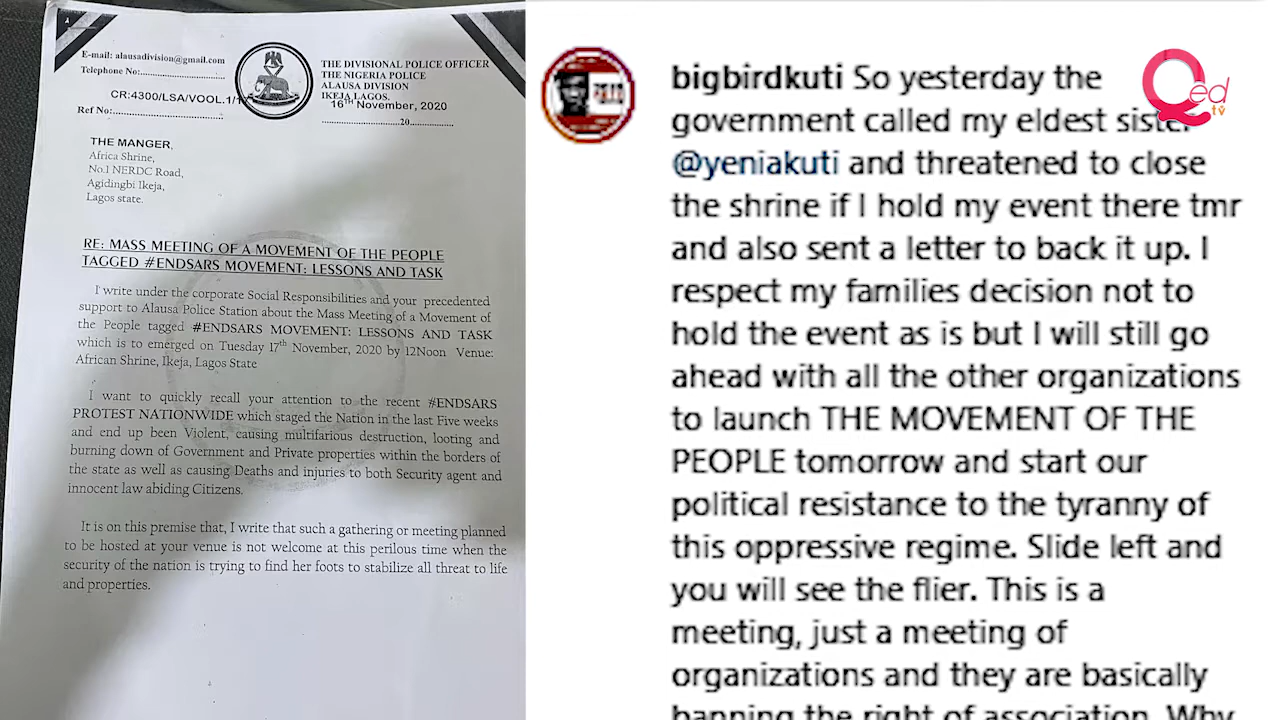 E-mail: alausadivision@gmail.com
Telephone No:
CR:4300/LSA/VOOL.1/1
Ref No:
THE DIVISIONAL POLICE OFFICER
THE NIGERIA POLICE
ALAUSA DIVISION
IKEJA, LAGOS.
16TH November, 2020
20
THE MANGER,
Africa Shrine,
No.1 NERDC Road,
Agidingbi Ikeja,
Lagos state.
RE: MASS MEETING OF A MOVEMENT OF THE PEOPLE
TAGGED #ENDSARS MOVEMENT: LESSONS AND TASK
I write under the corporate Social Responsibilities and your precedented
support to Alausa Police Station about the Mass Meeting of a Movement of
the People tagged #ENDSARS MOVEMENT: LESSONS AND TASK
which is to emerged on Tuesday 17th November, 2020 by 12Noon Venue:
African Shrine, Ikeja, Lagos State
I want to quickly recall your attention to the recent #ENDSARS
PROTEST NATIONWIDE which staged the Nation in the last Five weeks
and end up been Violent, causing multifarious destruction, looting and
burning down of Government and Private properties within the borders of
the state as well as causing Deaths and injuries to both Security agent and
innocent law abiding Citizens.
It is on this premise that, I write that such a gathering or meeting planned
to be hosted at your venue is not welcome at this perilous time when the
security of the nation is trying to find her foots to stabilize all threat to life
and properties.
bigbirdkuti So yesterday the
government called my eldest sister
@yeniakuti and threatened to close
the shrine if I hold my event there tmr
and also sent a letter to back it up. I
respect my families decision not to
hold the event as is but I will still go
ahead with all the other organizations
to launch THE MOVEMENT OF THE
PEOPLE tomorrow and start our
political resistance to the tyranny of
this oppressive regime. Slide left and
you will see the flier. This is a
meeting, just a meeting of
organizations and they are basically
banning the right of association. Why
Qed
tv